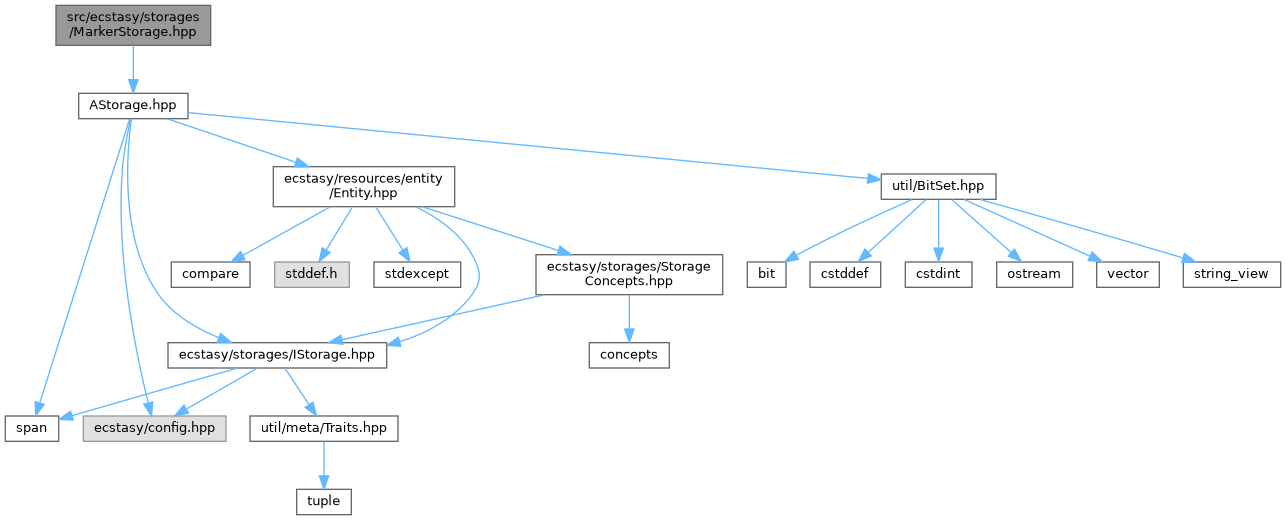 src/ecstasy/storages
/MarkerStorage.hpp
AStorage.hpp
ecstasy/resources/entity
/Entity.hpp
util/BitSet.hpp
compare
stddef.h
stdexcept
ecstasy/storages/Storage
Concepts.hpp
bit
cstddef
cstdint
ostream
vector
string_view
ecstasy/storages/IStorage.hpp
concepts
span
ecstasy/config.hpp
util/meta/Traits.hpp
tuple